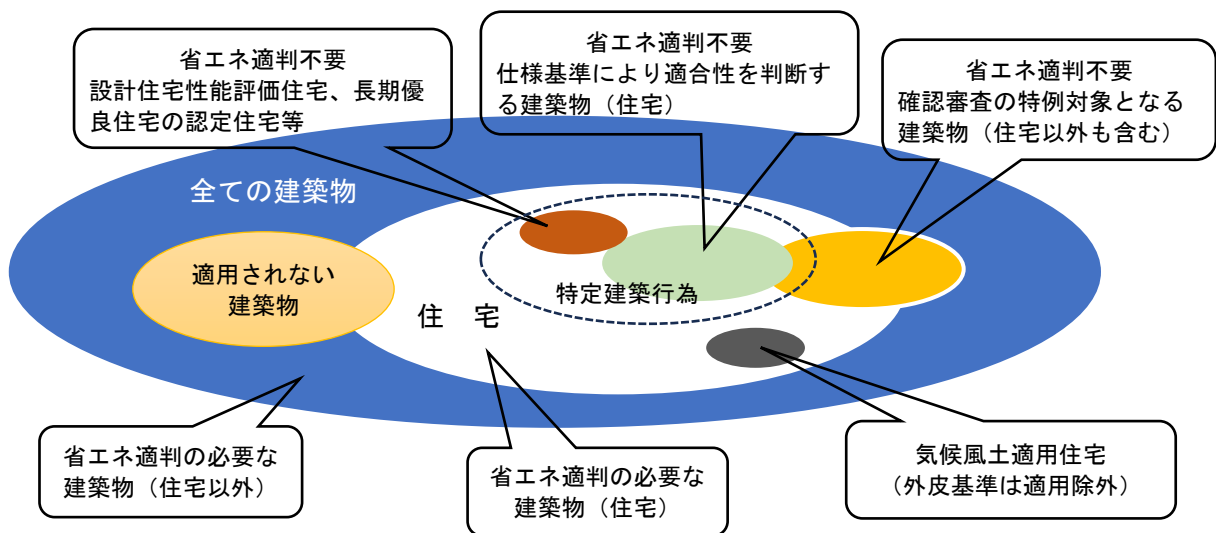 省エネ適判不要
設計住宅性能評価住宅、長期優
良住宅の認定住宅等
省エネ適判不要
仕様基準により適合性を判断す
る建築物（住宅）
省エネ適判不要
確認審査の特例対象となる
建築物（住宅以外も含む）
全ての建築物
適用されない
建築物
特定建築行為
住　宅
省エネ適判の必要な
建築物（住宅以外）
省エネ適判の必要な
建築物（住宅）
気候風土適用住宅
（外皮基準は適用除外）